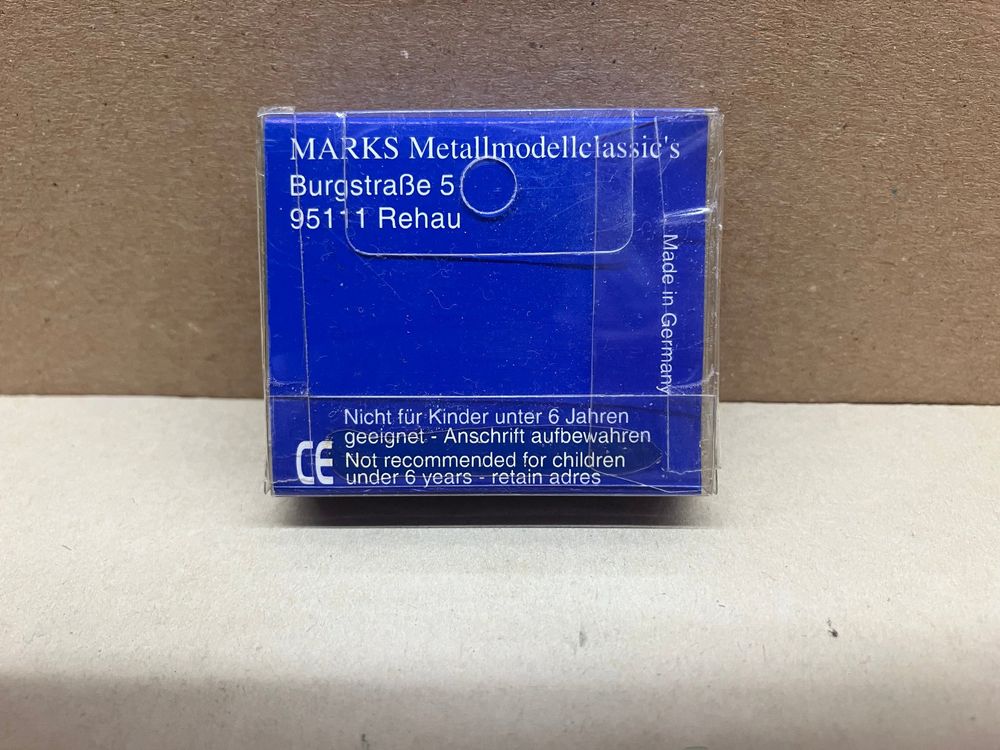 MARKS Metallmodellclassic's
Burgstraße 5
95111 Rehau
Made in Germany
Nicht für Kinder unter 6 Jahren
geeignet - Anschrift aufbewahren
CE
Not recommended for children
under 6 years - retain adres